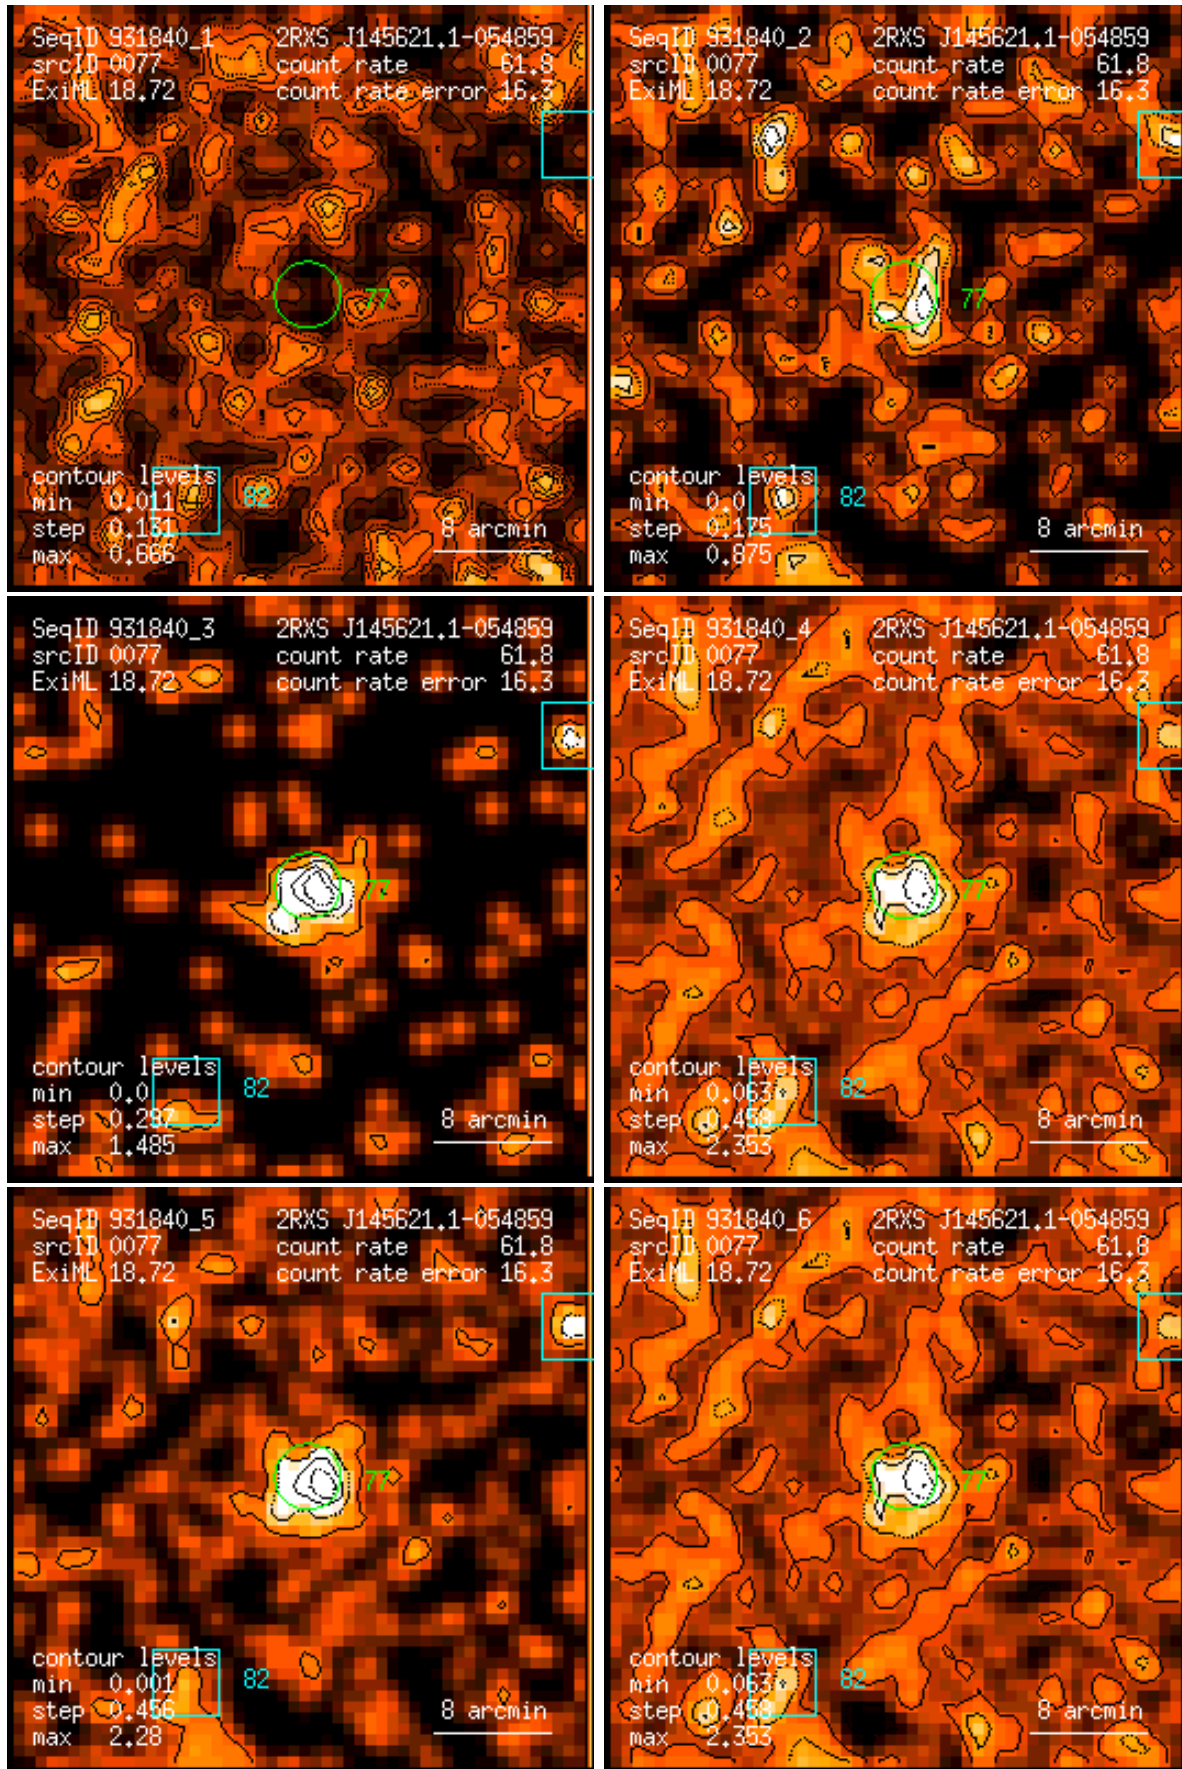 SeqID 931840_1 2RXS J145621.1-054859
srcID 0077 count rate 61.8
ExiML 18.72 count rate error 16.3
77
contour levels
min 0.011 82
step 0.131 8 arcmin
max 0.666
SeqID 931840_2 2RXS J145621.1-054859
srcID 0077 count rate 61.8
ExiML 18.72 count rate error 16.3
77
contour levels
min 0.0 82
step 0.175 8 arcmin
max 0.875
SeqID 931840_3 2RXS J145621.1-054859
srcID 0077 count rate 61.8
ExiML 18.72 count rate error 16.3
77
contour levels
min 0.0 82
step 0.297 8 arcmin
max 1.485
SeqID 931840_4 2RXS J145621.1-054859
srcID 0077 count rate 61.8
ExiML 18.72 count rate error 16.3
77
contour levels
min 0.063 82
step 0.458 8 arcmin
max 2.353
SeqID 931840_5 2RXS J145621.1-054859
srcID 0077 count rate 61.8
ExiML 18.72 count rate error 16.3
77
contour levels
min 0.001 82
step 0.456 8 arcmin
max 2.28
SeqID 931840_6 2RXS J145621.1-054859
srcID 0077 count rate 61.8
ExiML 18.72 count rate error 16.3
77
contour levels
min 0.063 82
step 0.458 8 arcmin
max 2.353